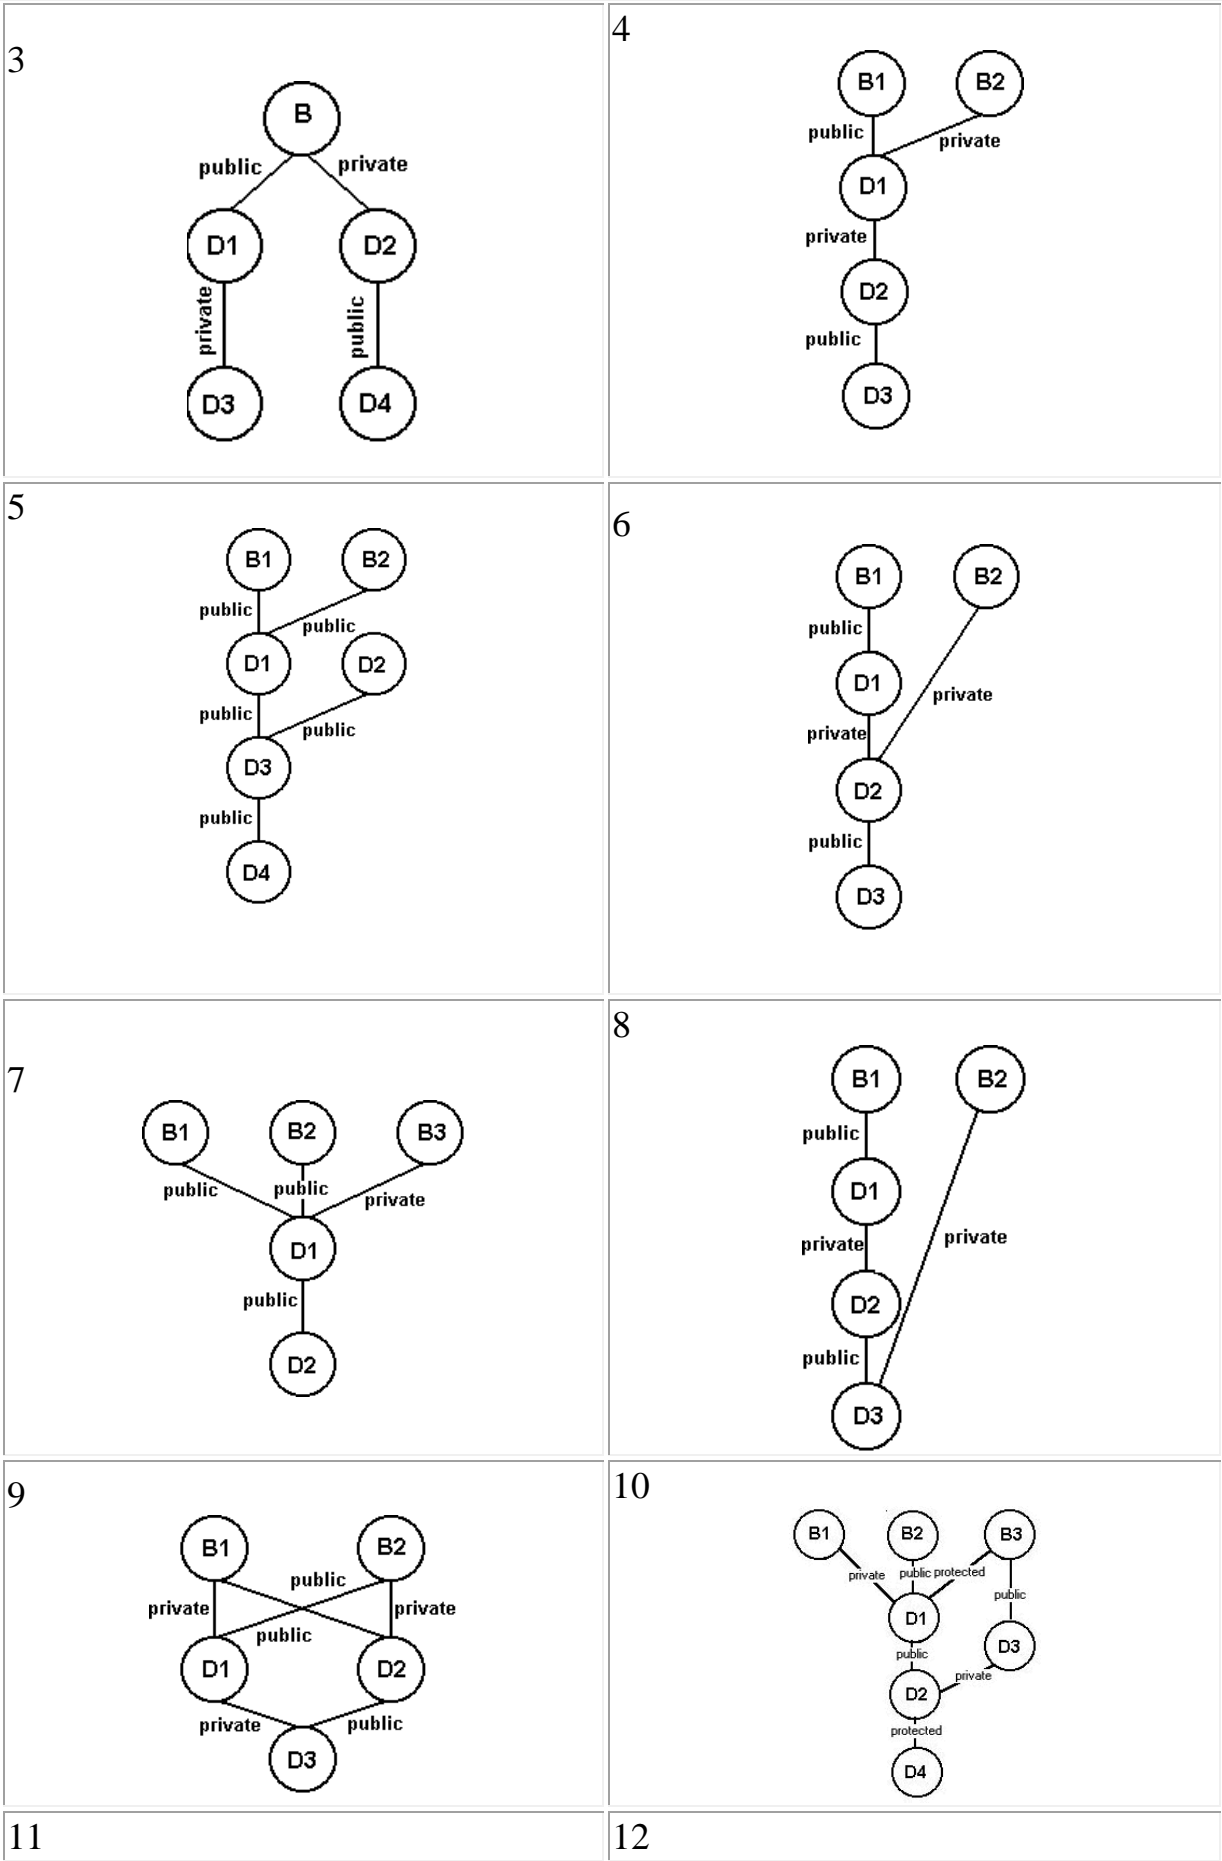 3
B
public private
D1 D2
private public
D3 D4
4
B1 B2
public private
D1
private
D2
public
D3
5
B1 B2
public
public
D1 D2
public
public
D3
public
D4
6
B1 B2
public
D1
private
private
D2
public
D3
7
B1 B2 B3
public public private
D1
public
D2
8
B1 B2
public
D1
private private
D2
public
D3
9
B1 B2
public
private private
public
D1 D2
private public
D3
10
B1 B2 B3
private public protected
public
D1
D3
public
private
D2
protected
D4
11
12